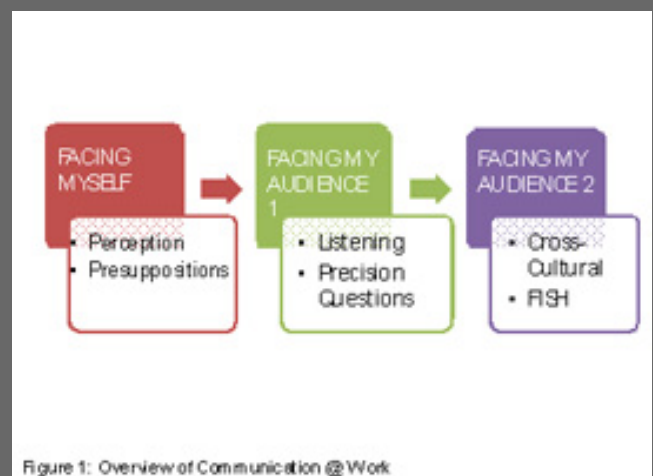 FACING
MYSELF
• Perception
• Presuppositions
FACING MY
AUDIENCE
1
• Listening
• Precision
Questions
FACING MY
AUDIENCE 2
• Cross-
Cultural
• FISH
Figure 1: Overview of Communication @ Work